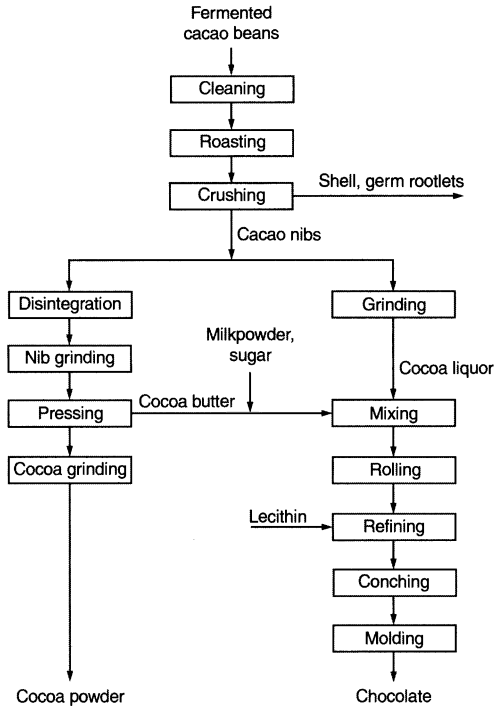 Fermented
cacao beans
Cleaning
Roasting
Crushing
Shell, germ rootlets
Cacao nibs
Disintegration
Grinding
Nib grinding
Milkpowder,
sugar
Cocoa liquor
Pressing
Cocoa butter
Mixing
Cocoa grinding
Rolling
Lecithin
Refining
Conching
Molding
Cocoa powder
Chocolate